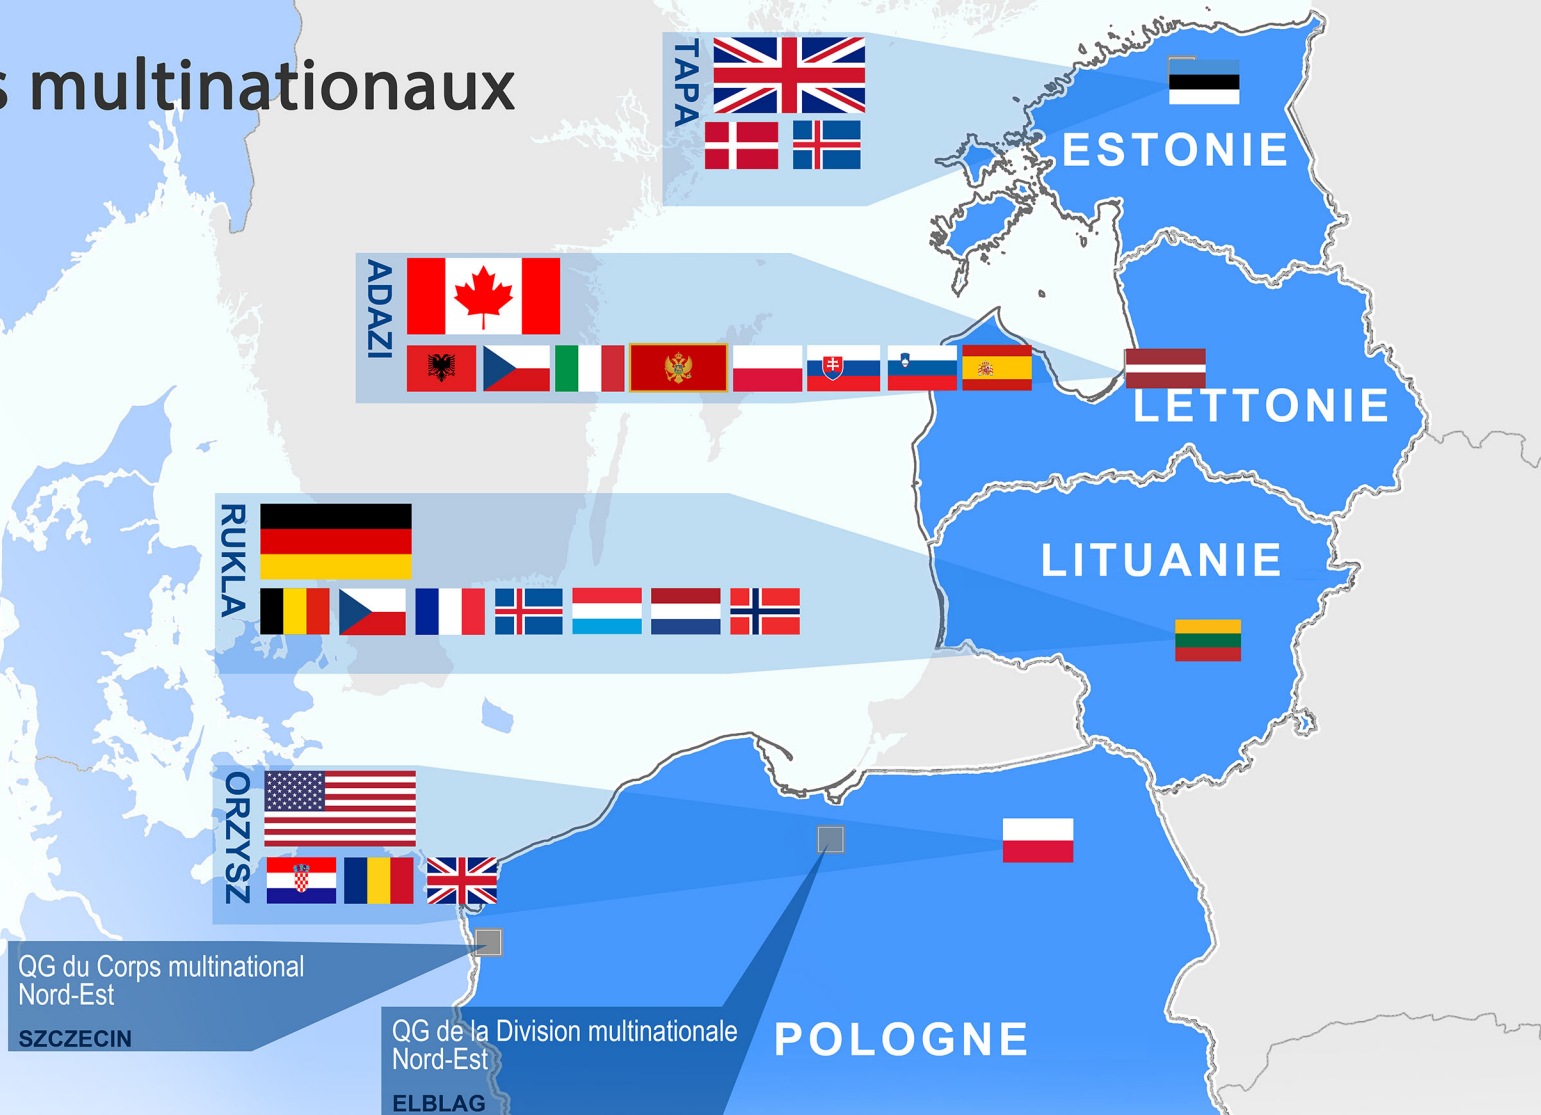 s multinationaux
TAPA
ESTONIE
ADAZI
LETTONIE
RUKLA
LITUANIE
ORZYSZ
QG du Corps multinational
Nord-Est
SZCZECIN
QG de la Division multinationale
Nord-Est
ELBLAG
POLOGNE